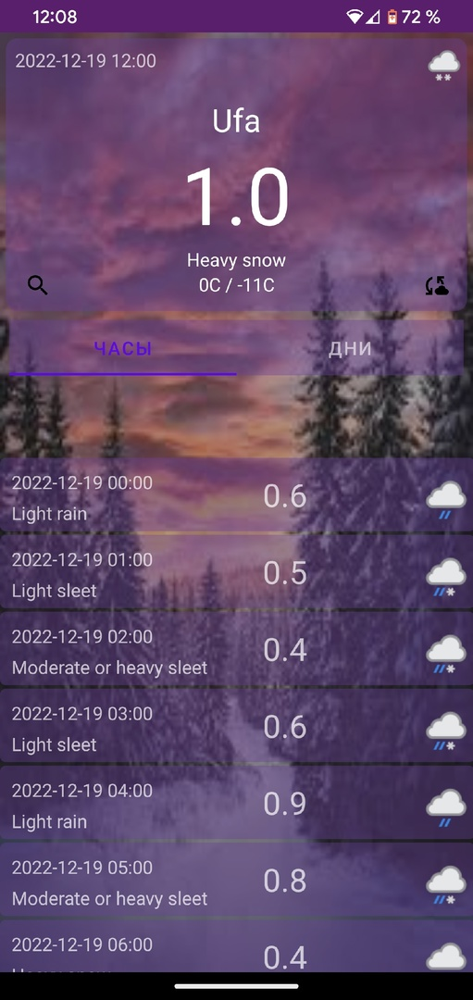 12:08
72 %
2022-12-19 12:00
Ufa
1.0
Heavy snow
0C / -11C
ЧАСЫ
ДНИ
2022-12-19 00:00
0.6
Light rain
2022-12-19 01:00
0.5
Light sleet
2022-12-19 02:00
0.4
Moderate or heavy sleet
2022-12-19 03:00
0.6
Light sleet
2022-12-19 04:00
0.9
Light rain
2022-12-19 05:00
0.8
Moderate or heavy sleet
2022-12-19 06:00
0.4